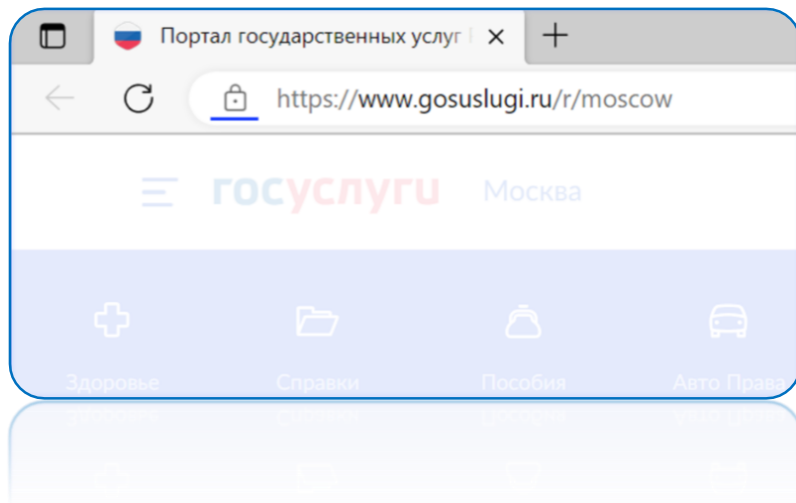 Портал государственных услуг
https://www.gosuslugi.ru/r/moscow
госуслуги Москва
Здоровье Справки Пособия Авто Права